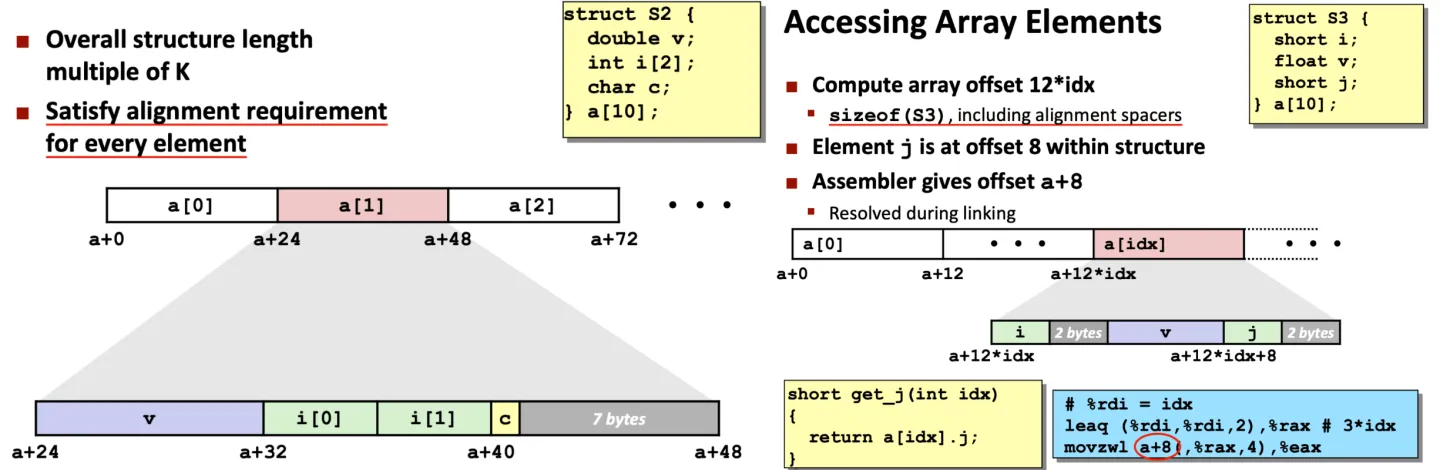 Overall structure length
multiple of K
Satisfy alignment requirement
for every element
struct S2 {
  double v;
  int i[2];
  char c;
} a[10];
a[0] a[1] a[2] • • •
a+0 a+24 a+48 a+72
v i[0] i[1] c 7 bytes
a+24 a+32 a+40 a+48
Accessing Array Elements
struct S3 {
  short i;
  float v;
  short j;
} a[10];
Compute array offset 12*idx
sizeof(S3), including alignment spacers
Element j is at offset 8 within structure
Assembler gives offset a+8
Resolved during linking
a[0] • • • a[idx] • • •
a+0 a+12 a+12*idx
i 2 bytes v j 2 bytes
a+12*idx a+12*idx+8
short get_j(int idx)
{
  return a[idx].j;
}
# %rdi = idx
leaq (%rdi,%rdi,2),%rax # 3*idx
movzwl a+8(,%rax,4),%eax